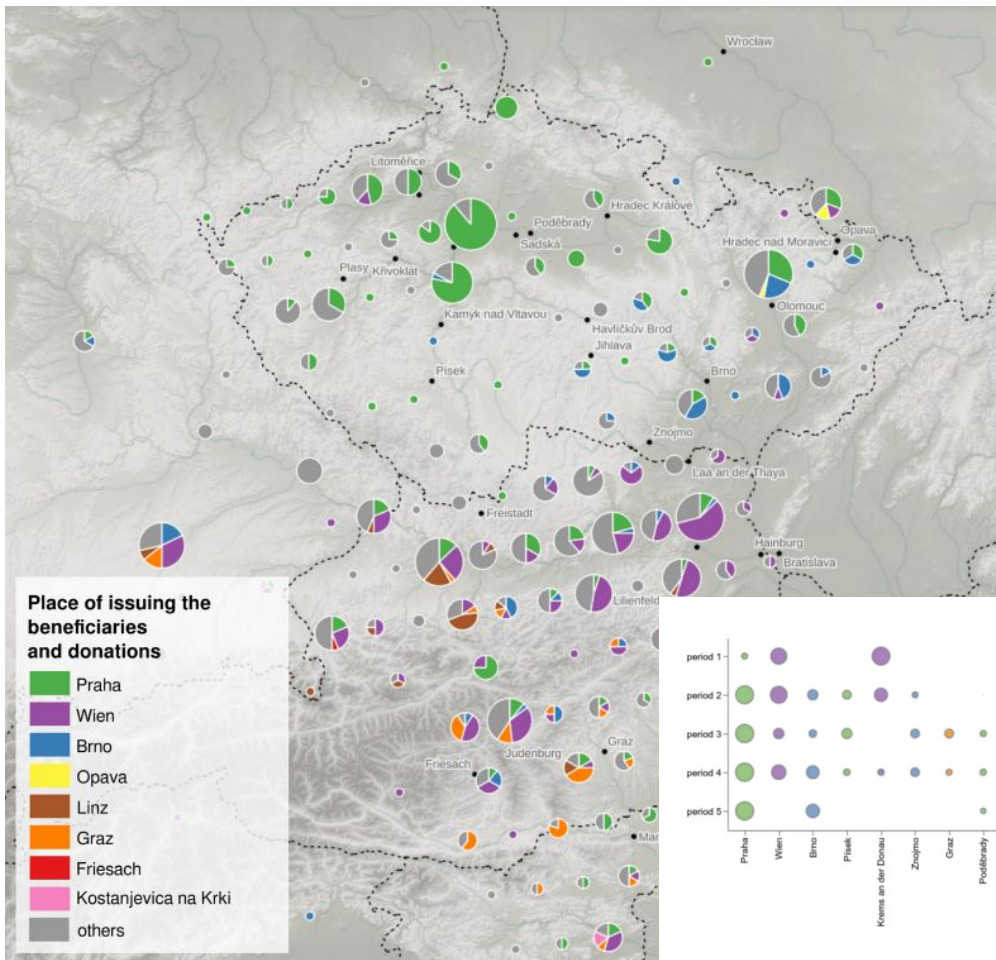 Wrocław
Litoměřice
Hradec Králové
Poděbrady
Sadská
Opava
Hradec nad Moravicí
Plasy
Křivoklát
Olomouc
Kamýk nad Vltavou
Havlíčkův Brod
Jihlava
Písek
Brno
Znojmo
Laa an der Thaya
Freistadt
Hainburg
Bratislava
Lilienfeld
Judenburg
Graz
Friesach
Place of issuing the
beneficiaries
and donations
Praha
Wien
Brno
Opava
Linz
Graz
Friesach
Kostanjevica na Krki
others
period 1
period 2
period 3
period 4
period 5
Praha
Wien
Brno
Písek
Krems an der Donau
Znojmo
Graz
Poděbrady